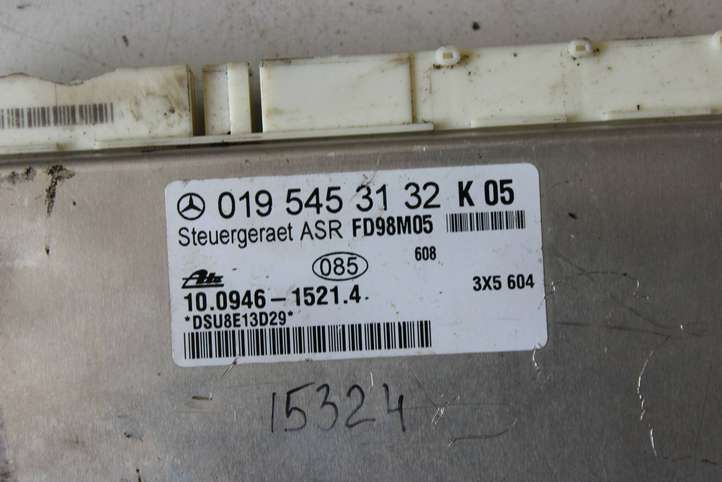 019 545 31 32 K 05
Steuergeraet ASR FD98M05
085 608
Ate
10.0946-1521.4 3X5 604
*DSU8E13D29*
15324